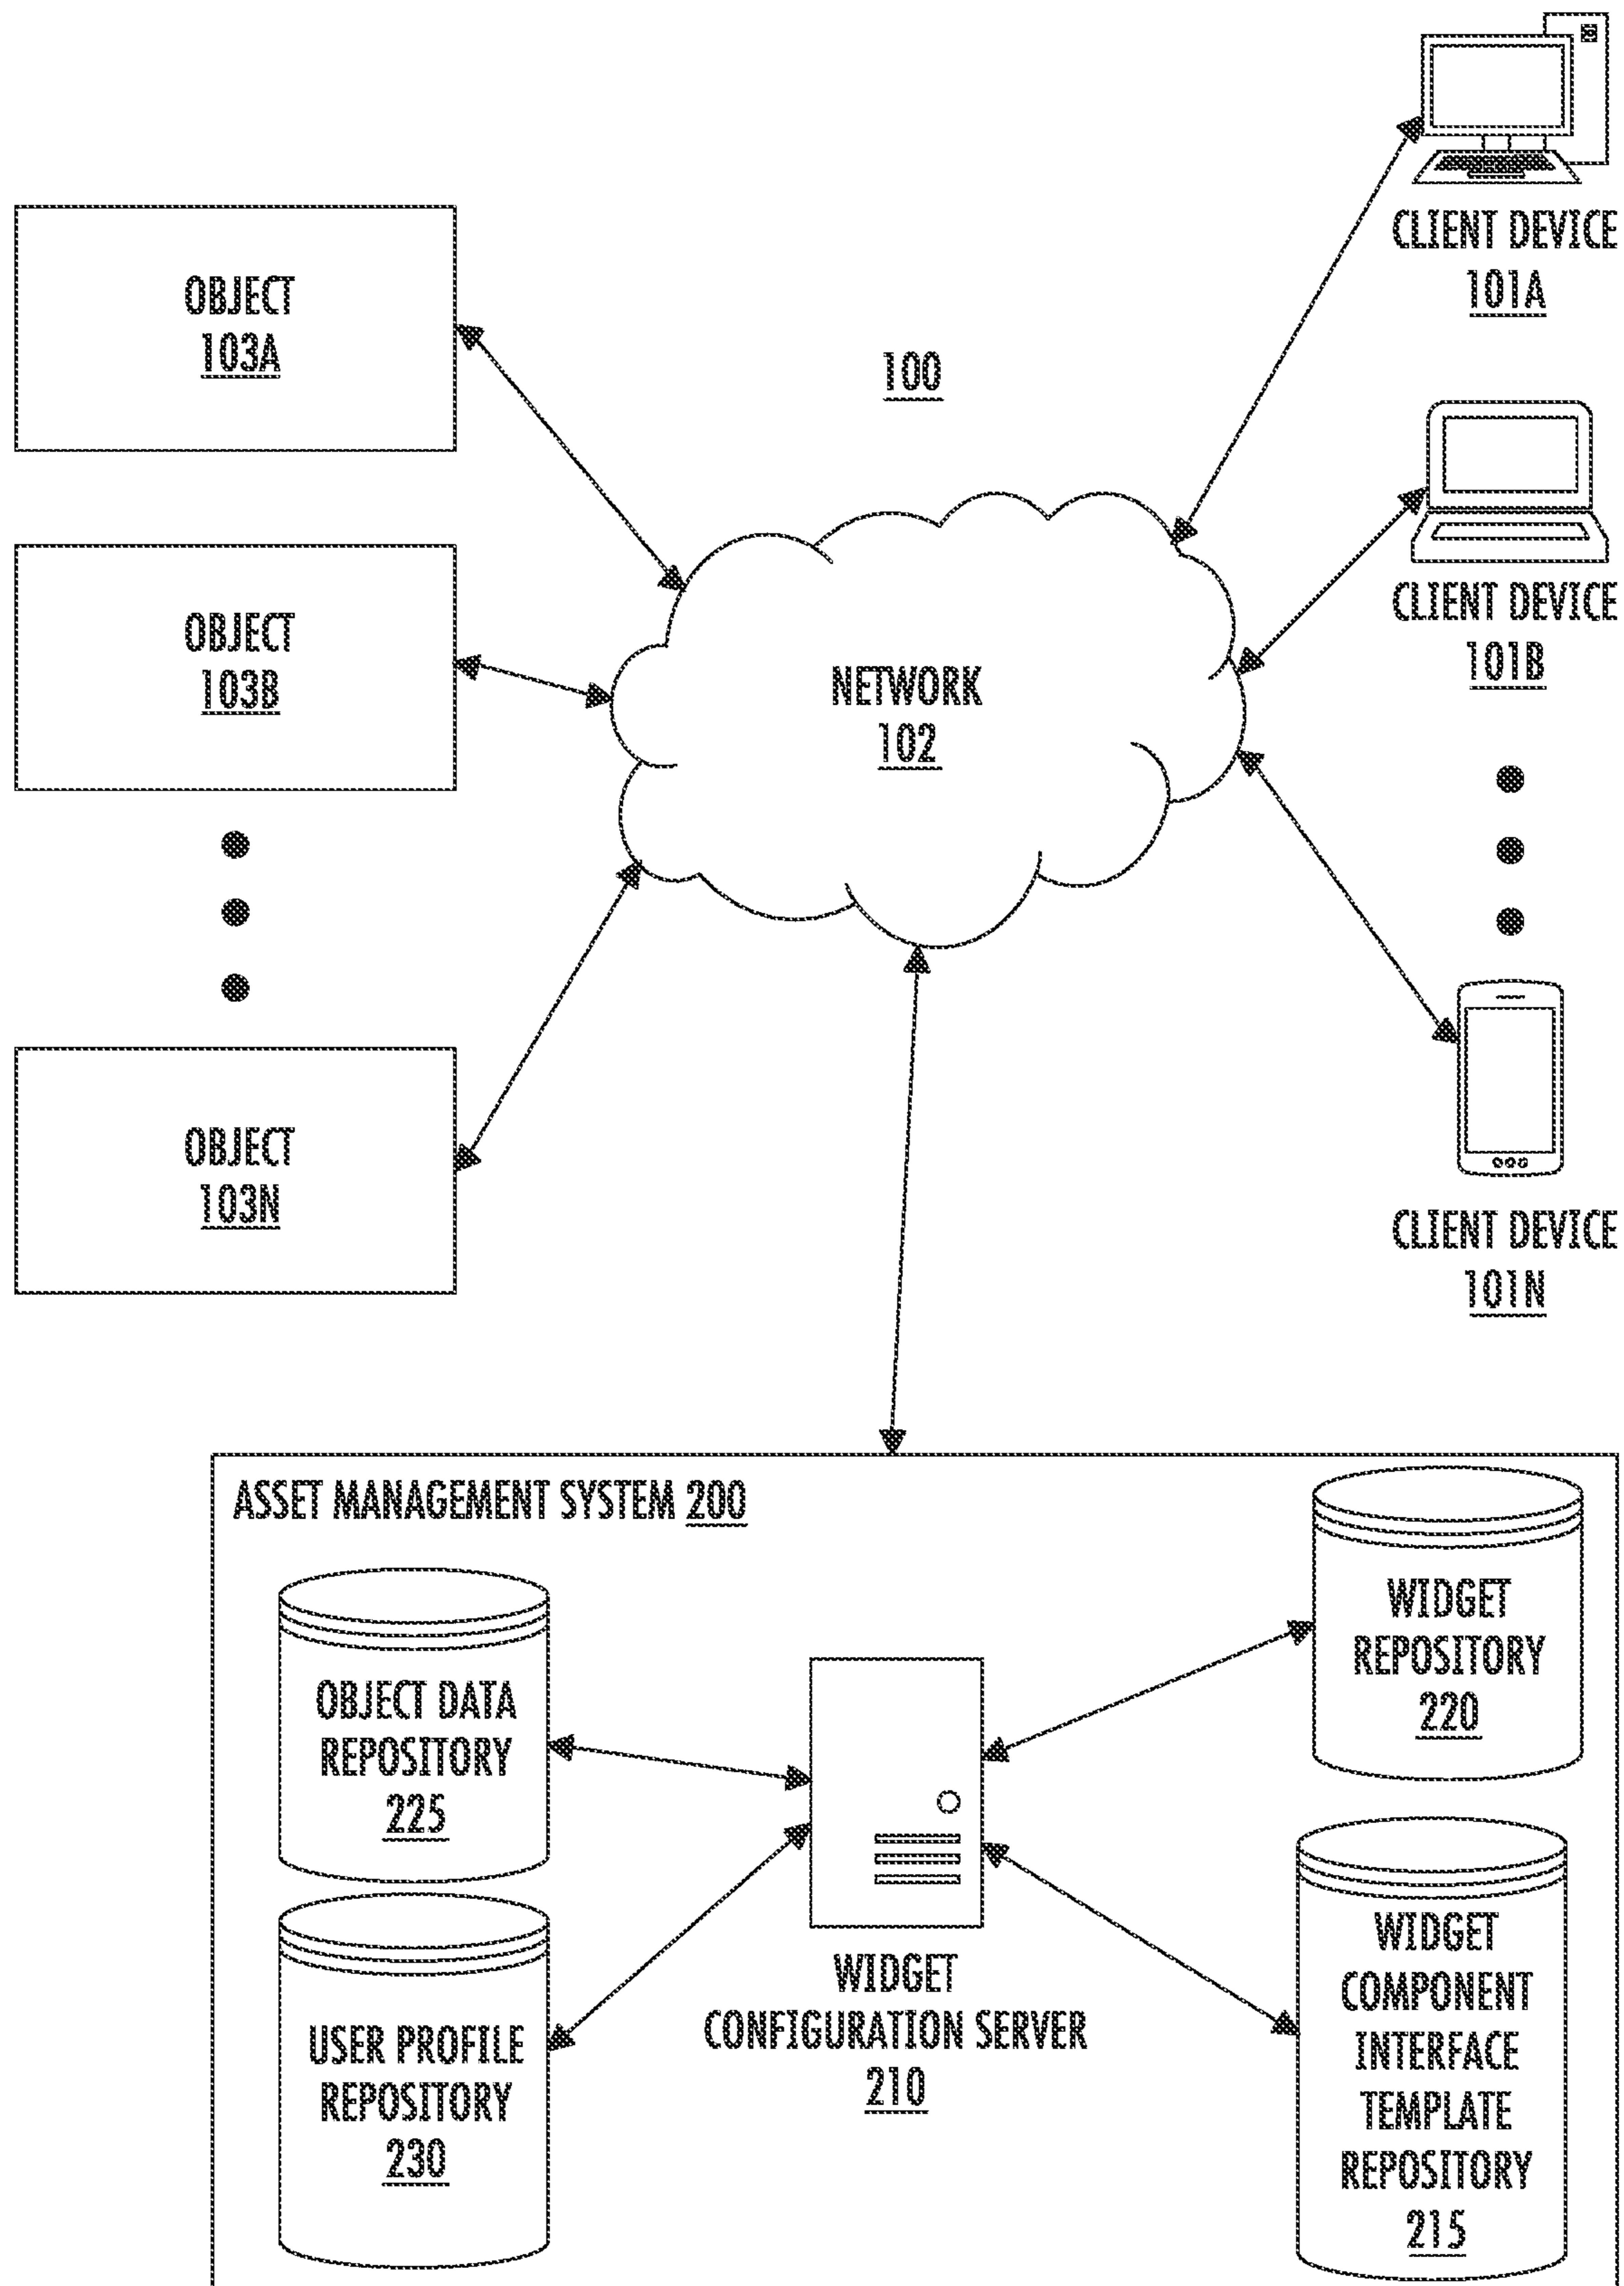 CLIENT DEVICE
101A
OBJECT
103A
100
OBJECT
103B
NETWORK
102
CLIENT DEVICE
101B
OBJECT
103N
CLIENT DEVICE
101N
ASSET MANAGEMENT SYSTEM 200
OBJECT DATA
REPOSITORY
225
WIDGET
REPOSITORY
220
USER PROFILE
REPOSITORY
230
WIDGET
CONFIGURATION SERVER
210
WIDGET
COMPONENT
INTERFACE
TEMPLATE
REPOSITORY
215